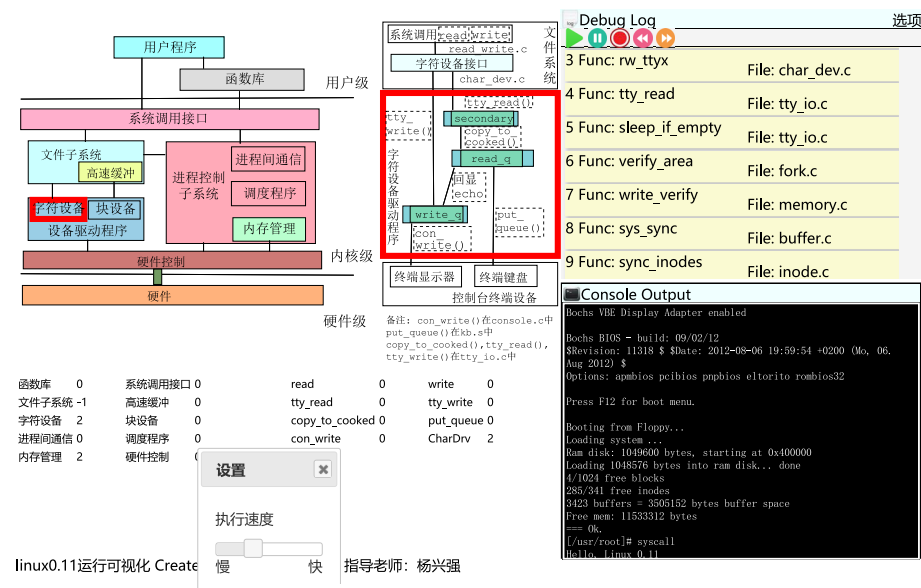 用户程序
函数库
用户级
系统调用接口
文件子系统
高速缓冲
字符设备
块设备
设备驱动程序
进程控制
子系统
进程间通信
调度程序
内存管理
硬件控制
内核级
硬件
硬件级
系统调用 read write
read_write.c
字符设备接口
char_dev.c
文件系统
tty_read()
tty_
write()
secondary
copy_to_
cooked()
read_q
字符设备驱动程序
回显
echo
write_q
put_
queue()
con_
write()
终端显示器
终端键盘
控制台终端设备
备注: con_write()在console.c中
put_queue()在kb.s中
copy_to_cooked(),tty_read(),
tty_write()在tty_io.c中
函数库 0 系统调用接口 0 read 0 write 0
文件子系统 -1 高速缓冲 0 tty_read 0 tty_write 0
字符设备 2 块设备 0 copy_to_cooked 0 put_queue 0
进程间通信 0 调度程序 0 con_write 0 CharDrv 2
内存管理 2 硬件控制
设置
执行速度
慢 快
linux0.11运行可视化 Create
指导老师：杨兴强
Debug Log 选项
3 Func: rw_ttyx File: char_dev.c
4 Func: tty_read File: tty_io.c
5 Func: sleep_if_empty File: tty_io.c
6 Func: verify_area File: fork.c
7 Func: write_verify File: memory.c
8 Func: sys_sync File: buffer.c
9 Func: sync_inodes File: inode.c
Console Output
Bochs VBE Display Adapter enabled
Bochs BIOS - build: 09/02/12
$Revision: 11318 $ $Date: 2012-08-06 19:59:54 +0200 (Mo, 06.
Aug 2012) $
Options: apmbios pcibios pnpbios eltorito rombios32
Press F12 for boot menu.
Booting from Floppy...
Loading system ...
Ram disk: 1049600 bytes, starting at 0x400000
Loading 1048576 bytes into ram disk... done
4/1024 free blocks
285/341 free inodes
3423 buffers = 3505152 bytes buffer space
Free mem: 11533312 bytes
=== Ok.
[/usr/root]# syscall
Hello, Linux 0.11